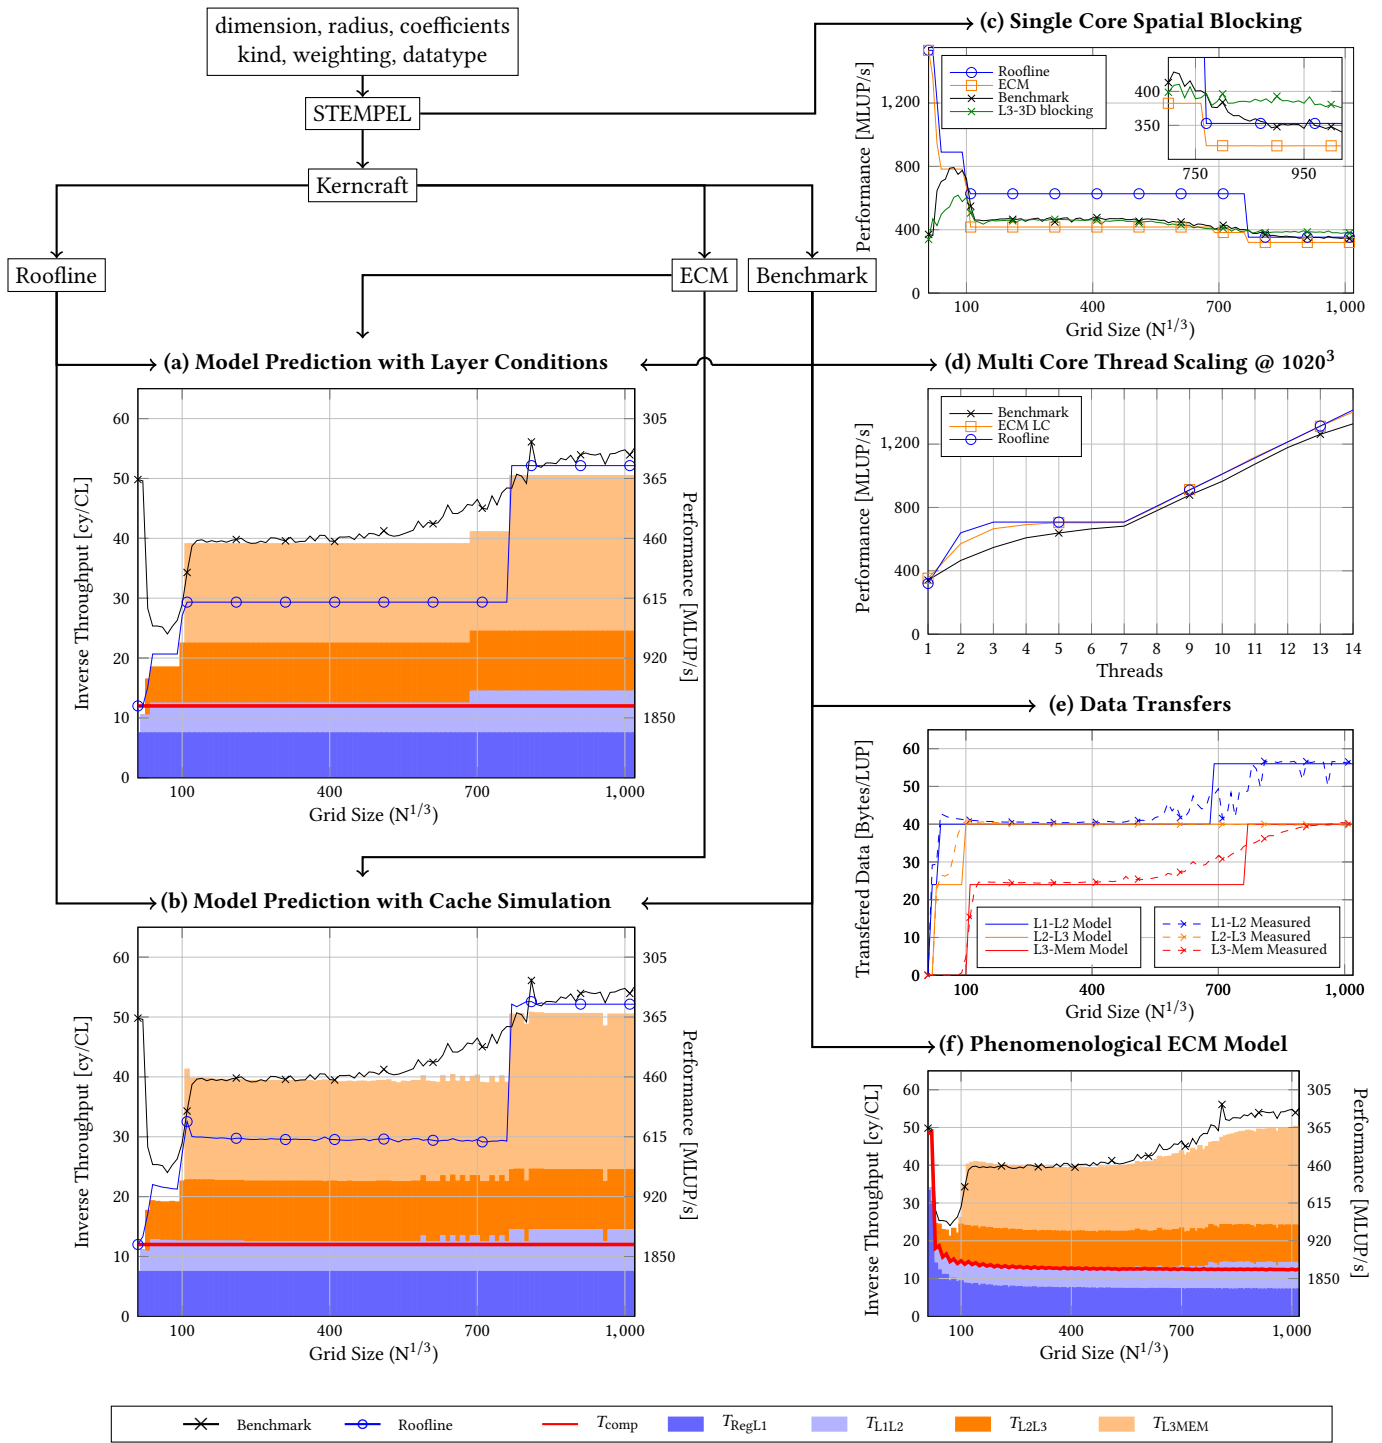 dimension, radius, coefficients
kind, weighting, datatype
STEMPEL
Kerncraft
Roofline
ECM
Benchmark
(c) Single Core Spatial Blocking
Performance [MLUP/s]
1,200
800
400
0
100
400
700
1,000
Grid Size (N^{1/3})
Roofline
ECM
Benchmark
L3-3D blocking
400
350
750
950
(a) Model Prediction with Layer Conditions
Inverse Throughput [cy/CL]
60
50
40
30
20
10
0
100
400
700
1,000
Grid Size (N^{1/3})
305
365
460
615
920
1850
Performance [MLUP/s]
(d) Multi Core Thread Scaling @ 1020³
Performance [MLUP/s]
1,200
800
400
0
1 2 3 4 5 6 7 8 9 10 11 12 13 14
Threads
Benchmark
ECM LC
Roofline
(e) Data Transfers
Transfered Data [Bytes/LUP]
60
50
40
30
20
10
0
100
400
700
1,000
Grid Size (N^{1/3})
L1-L2 Model
L2-L3 Model
L3-Mem Model
L1-L2 Measured
L2-L3 Measured
L3-Mem Measured
(b) Model Prediction with Cache Simulation
Inverse Throughput [cy/CL]
60
50
40
30
20
10
0
100
400
700
1,000
Grid Size (N^{1/3})
305
365
460
615
920
1850
Performance [MLUP/s]
(f) Phenomenological ECM Model
Inverse Throughput [cy/CL]
60
50
40
30
20
10
0
100
400
700
1,000
Grid Size (N^{1/3})
305
365
460
615
920
1850
Performance [MLUP/s]
Benchmark Roofline T_comp T_RegL1 T_L1L2 T_L2L3 T_L3MEM